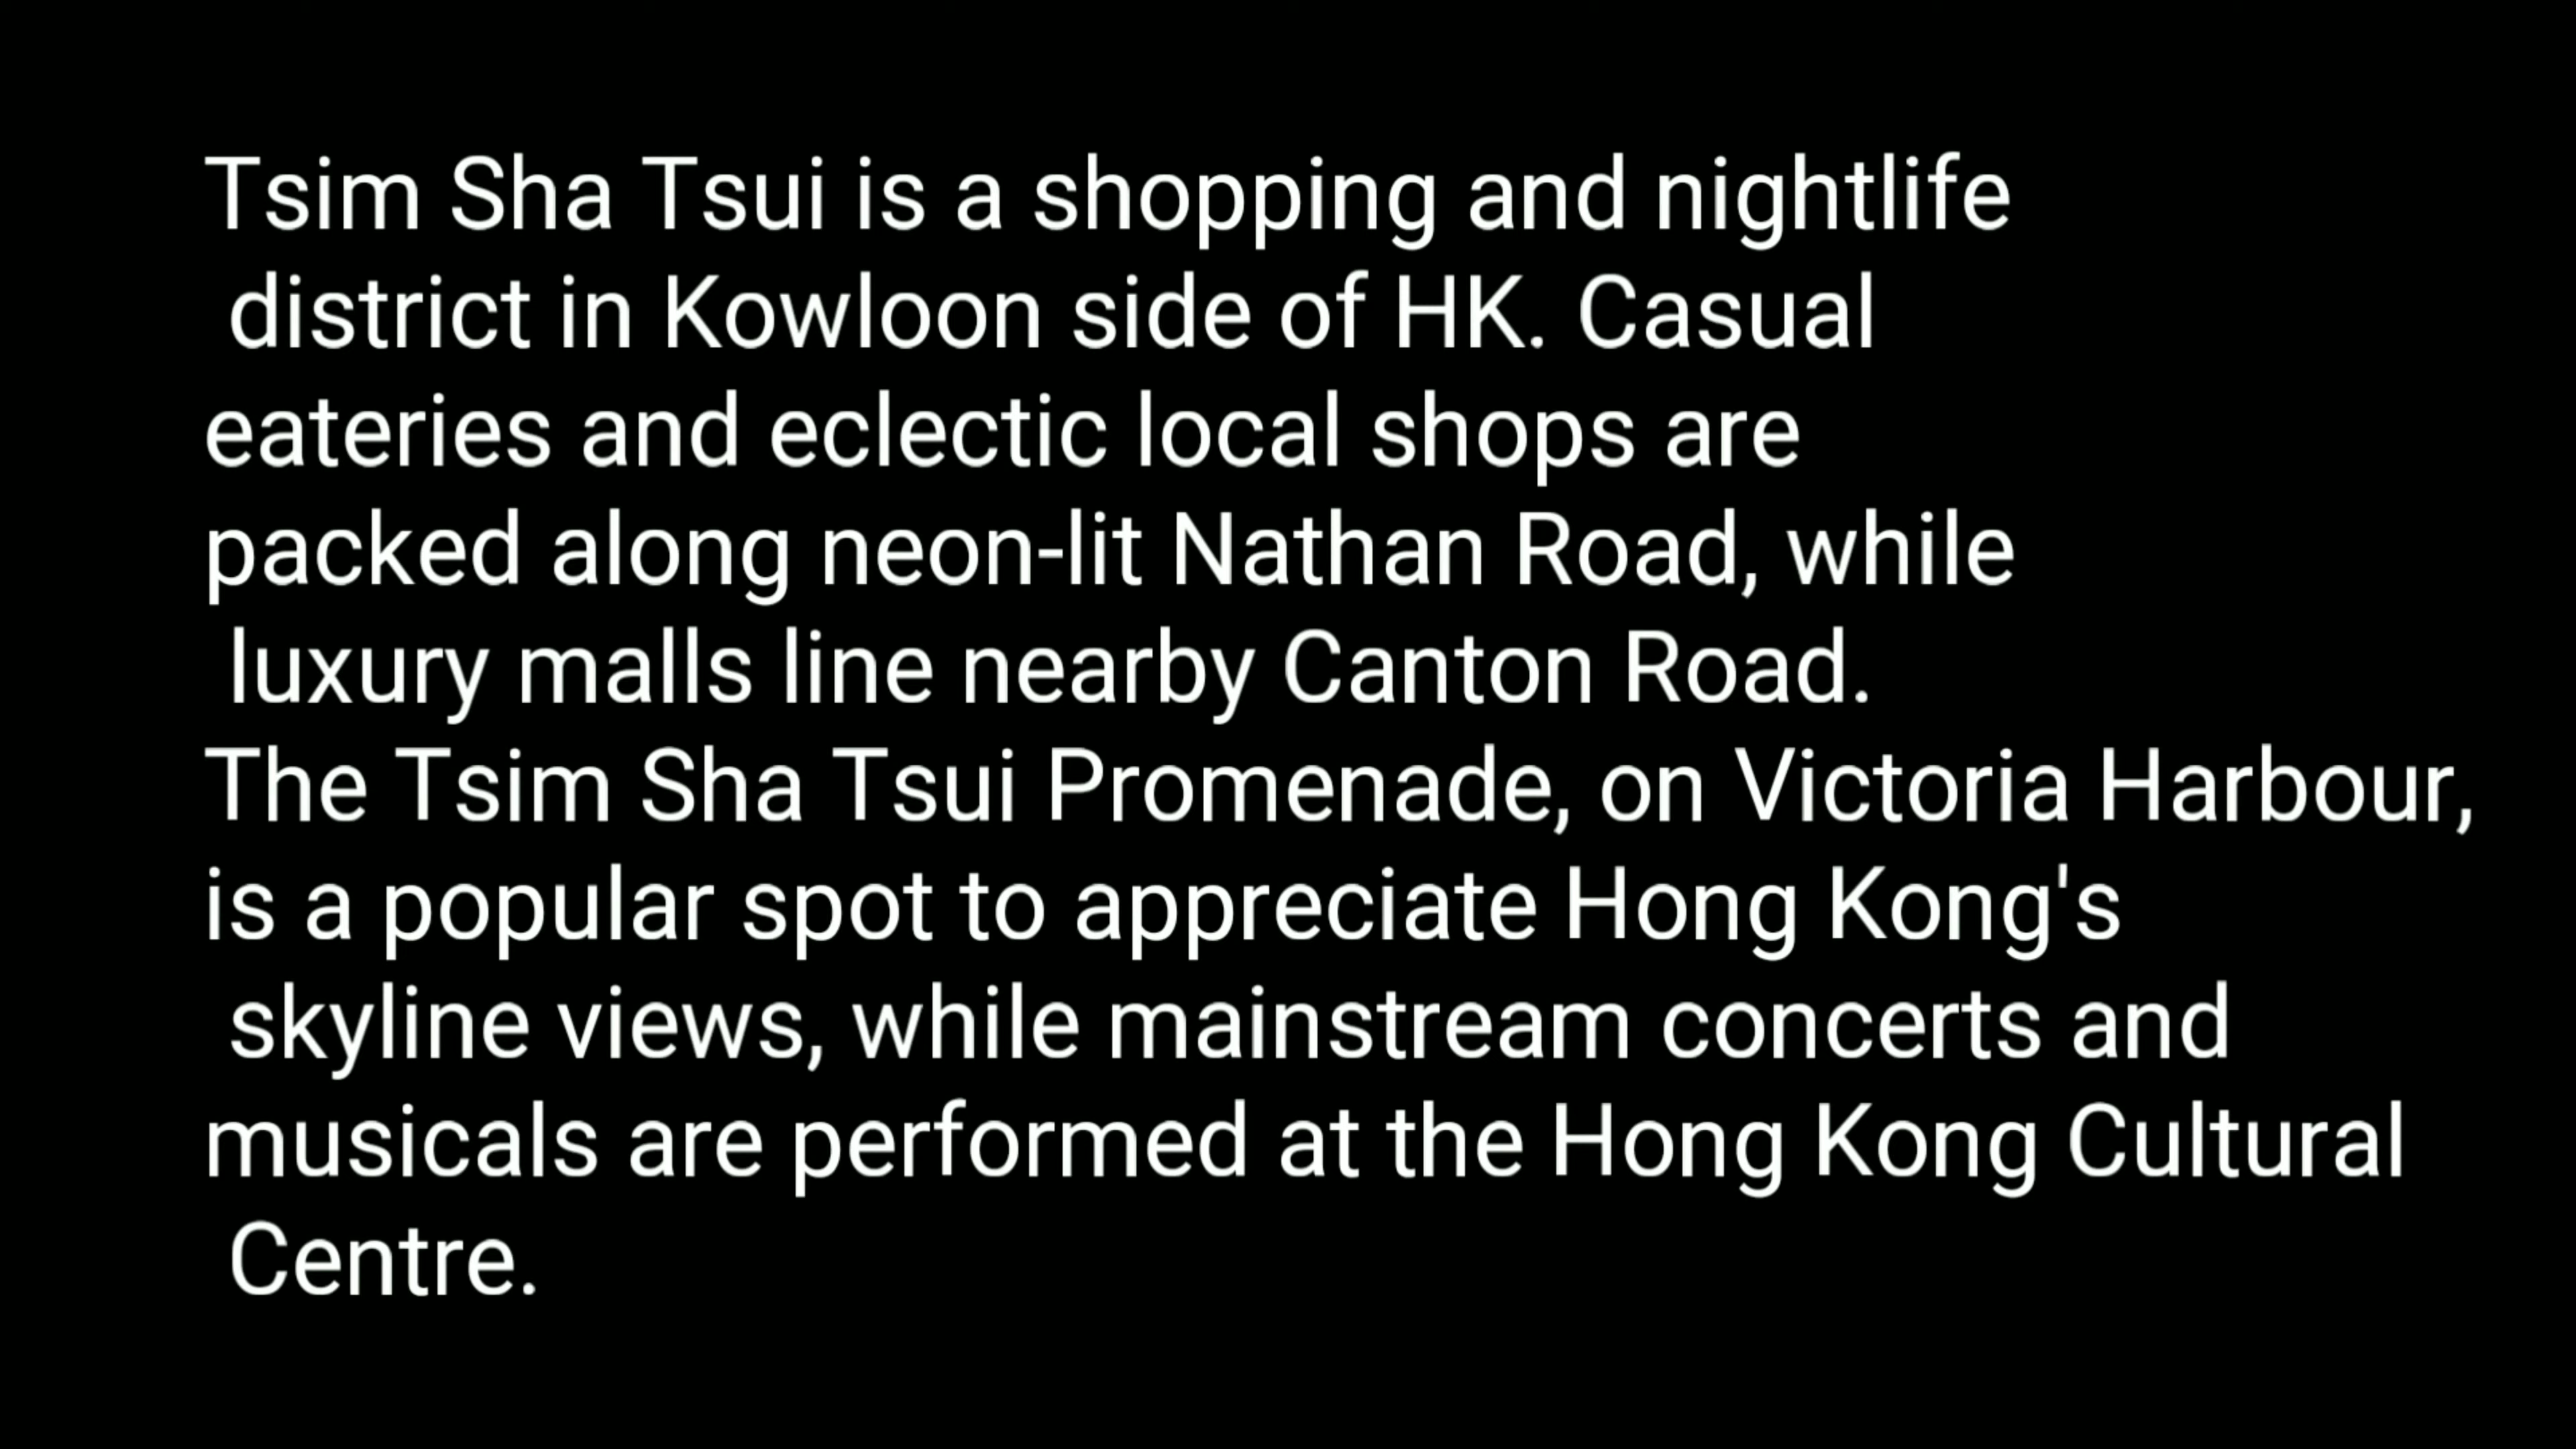 Tsim Sha Tsui is a shopping and nightlife
district in Kowloon side of HK. Casual
eateries and eclectic local shops are
packed along neon-lit Nathan Road, while
luxury malls line nearby Canton Road.
The Tsim Sha Tsui Promenade, on Victoria Harbour,
is a popular spot to appreciate Hong Kong's
skyline views, while mainstream concerts and
musicals are performed at the Hong Kong Cultural
Centre.